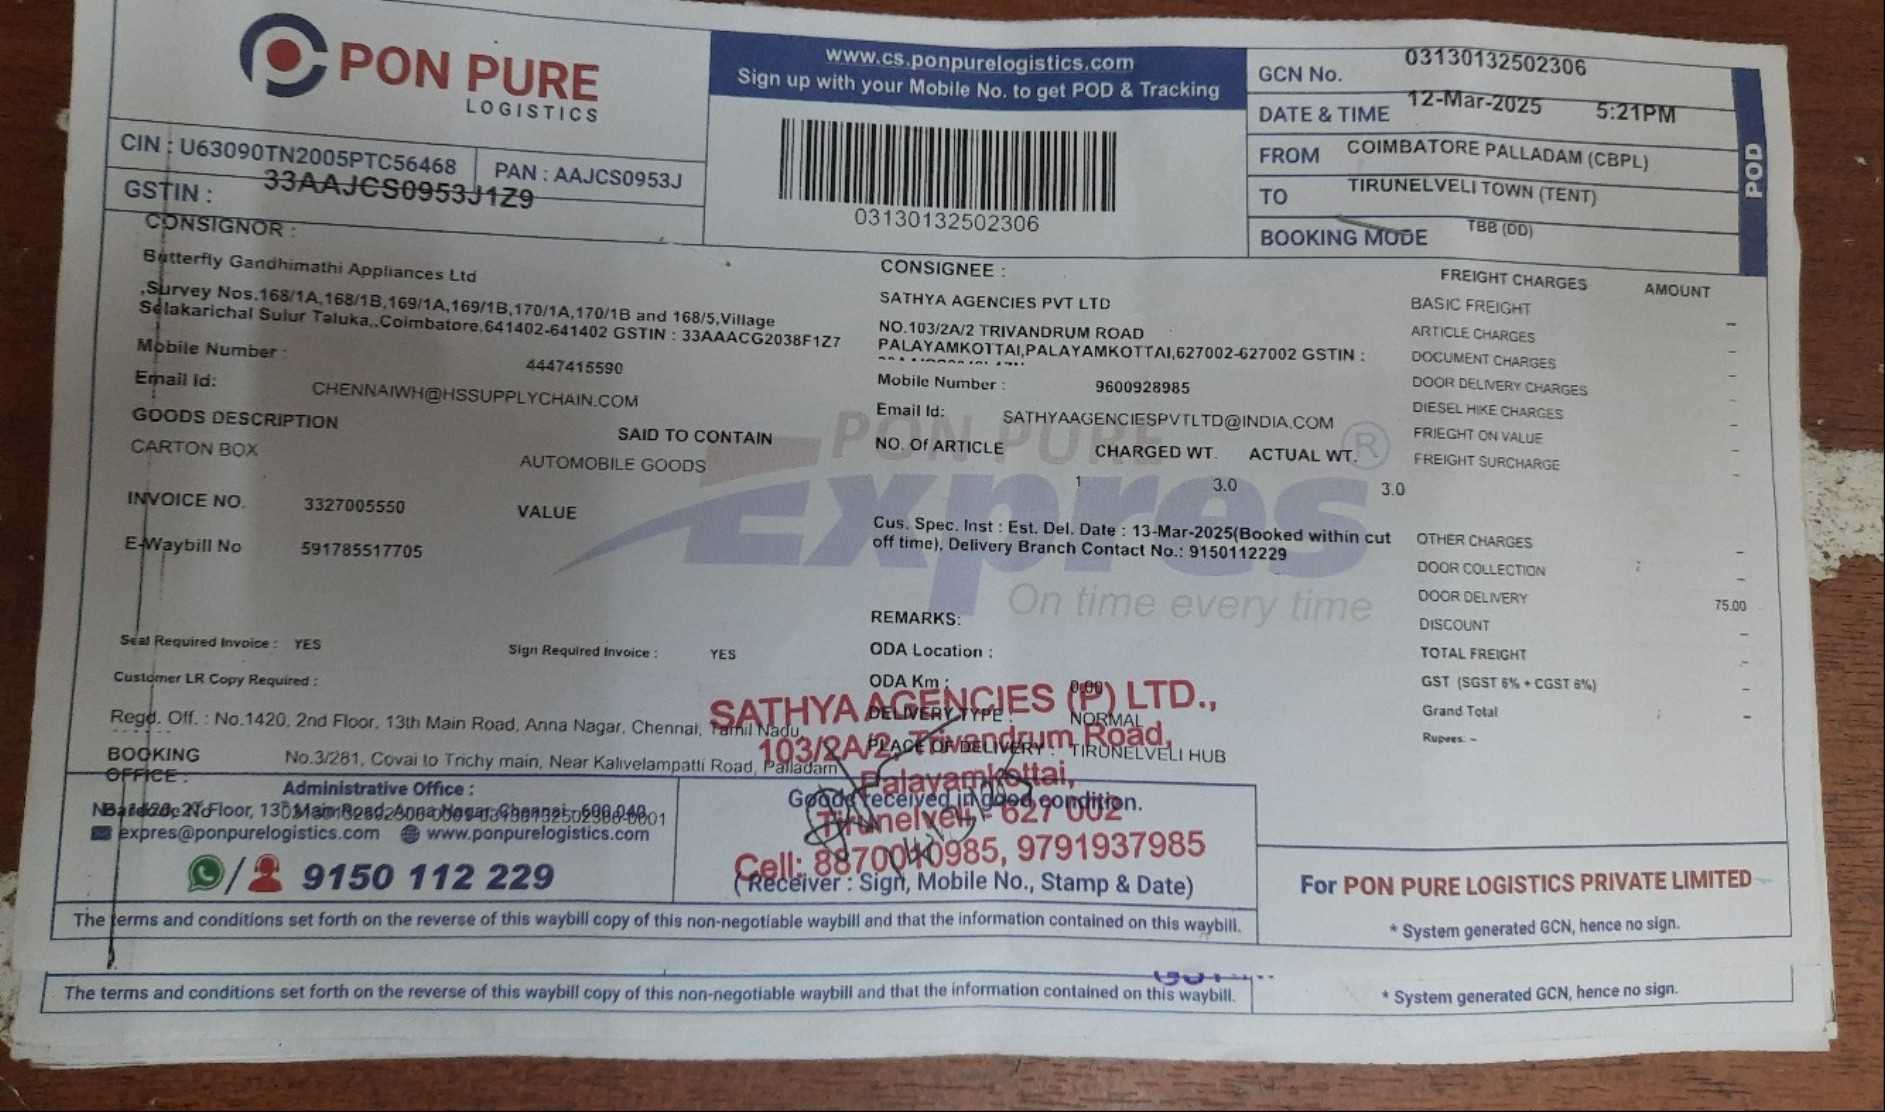 PON PURE
LOGISTICS
CIN : U63090TN2005PTC56468
PAN : AAJCS0953J
GSTIN : 33AAJCS0953J1Z9
www.cs.ponpurelogistics.com
Sign up with your Mobile No. to get POD & Tracking
03130132502306
GCN No. 03130132502306
DATE & TIME 12-Mar-2025 5:21PM
FROM COIMBATORE PALLADAM (CBPL)
TO TIRUNELVELI TOWN (TENT)
BOOKING MODE TBB (DD)
POD
CONSIGNOR :
Butterfly Gandhimathi Appliances Ltd
,Survey Nos.168/1A,168/1B,169/1A,169/1B,170/1A,170/1B and 168/5,Village
Selakarichal Sulur Taluka,,Coimbatore,641402-641402 GSTIN : 33AAACG2038F1Z7
Mobile Number : 4447415590
Email Id: CHENNAIWH@HSSUPPLYCHAIN.COM
GOODS DESCRIPTION
SAID TO CONTAIN
CARTON BOX
AUTOMOBILE GOODS
INVOICE NO. 3327005550
VALUE
E-Waybill No 591785517705
Seal Required Invoice : YES
Sign Required Invoice : YES
Customer LR Copy Required :
Regd. Off. : No.1420, 2nd Floor, 13th Main Road, Anna Nagar, Chennai, Tamil Nadu,
BOOKING OFFICE : No.3/281, Covai to Trichy main, Near Kalivelampatti Road, Palladam
CONSIGNEE :
SATHYA AGENCIES PVT LTD
NO.103/2A/2 TRIVANDRUM ROAD
PALAYAMKOTTAI,PALAYAMKOTTAI,627002-627002 GSTIN :
Mobile Number : 9600928985
Email Id: SATHYAAGENCIESPVTLTD@INDIA.COM
NO. Of ARTICLE CHARGED WT. ACTUAL WT.
1 3.0 3.0
Cus. Spec. Inst : Est. Del. Date : 13-Mar-2025(Booked within cut
off time), Delivery Branch Contact No.: 9150112229
PON PURE
Expres ®
On time every time
REMARKS:
ODA Location :
ODA Km : 0.00
DELIVERY TYPE : NORMAL
PLACE OF DELIVERY : TIRUNELVELI HUB
FREIGHT CHARGES AMOUNT
BASIC FREIGHT –
ARTICLE CHARGES –
DOCUMENT CHARGES –
DOOR DELIVERY CHARGES –
DIESEL HIKE CHARGES –
FRIEGHT ON VALUE –
FREIGHT SURCHARGE –
OTHER CHARGES –
DOOR COLLECTION –
DOOR DELIVERY 75.00
DISCOUNT –
TOTAL FREIGHT –
GST (SGST 6% + CGST 6%) –
Grand Total –
Rupees: –
SATHYA AGENCIES (P) LTD.,
103/2A/2, Trivandrum Road,
Palayamkottai,
Tirunelveli - 627 002
Cell: 8870040985, 9791937985
Administrative Office :
expres@ponpurelogistics.com www.ponpurelogistics.com
9150 112 229
Goods received in good condition.
(Receiver : Sign, Mobile No., Stamp & Date)
For PON PURE LOGISTICS PRIVATE LIMITED
* System generated GCN, hence no sign.
The terms and conditions set forth on the reverse of this waybill copy of this non-negotiable waybill and that the information contained on this waybill.
The terms and conditions set forth on the reverse of this waybill copy of this non-negotiable waybill and that the information contained on this waybill.
* System generated GCN, hence no sign.